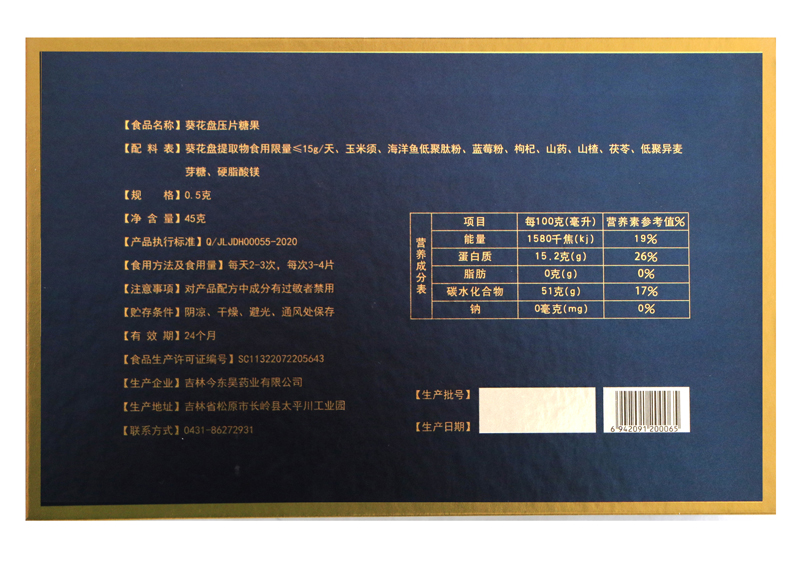 【食品名称】葵花盘压片糖果
【配 料 表】葵花盘提取物食用限量≤15g/天、玉米须、海洋鱼低聚肽粉、蓝莓粉、枸杞、山药、山楂、茯苓、低聚异麦
芽糖、硬脂酸镁
【规 格】0.5克
【净 含 量】45克
【产品执行标准】Q/JLJDH0005S-2020
【食用方法及食用量】每天2-3次，每次3-4片
【注意事项】对产品配方中成分有过敏者禁用
【贮存条件】阴凉、干燥、避光、通风处保存
【有 效 期】24个月
【食品生产许可证编号】SC11322072205643
【生产企业】吉林今东昊药业有限公司
【生产地址】吉林省松原市长岭县太平川工业园
【联系方式】0431-86272931
营养成分表
项目 每100克(毫升) 营养素参考值%
能量 1580千焦(kj) 19%
蛋白质 15.2克(g) 26%
脂肪 0克(g) 0%
碳水化合物 51克(g) 17%
钠 0毫克(mg) 0%
【生产批号】
【生产日期】
6 942091 200065